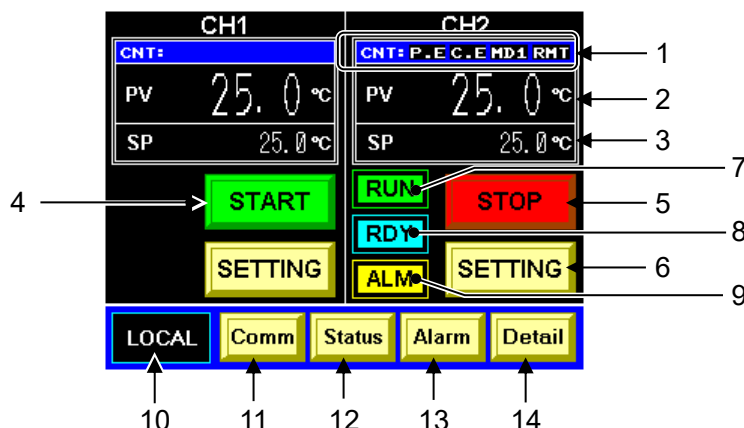 CH1 CH2
CNT: CNT: P.E C.E MD1 RMT 1
PV 25.0 ℃ PV 25.0 ℃ 2
SP 25.0 ℃ SP 25.0 ℃ 3
7
4 START RUN STOP 5
RDY 8
SETTING ALM SETTING 6
9
LOCAL Comm Status Alarm Detail
10 11 12 13 14